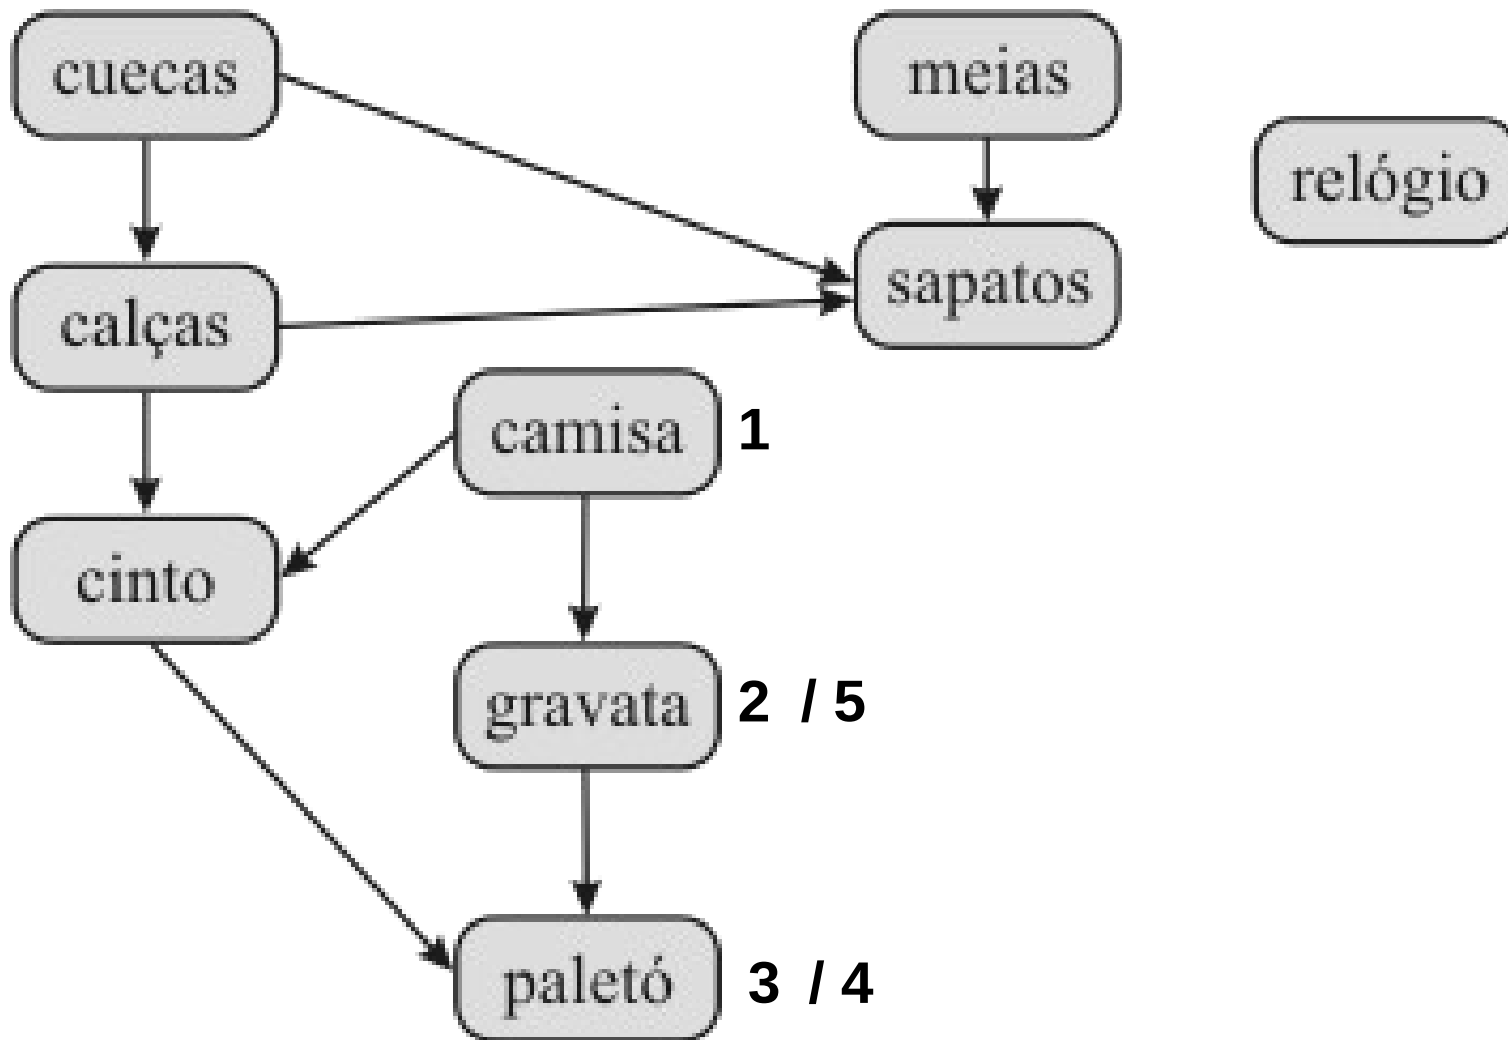 cuecas
meias
relógio
sapatos
calças
camisa 1
cinto
gravata 2 / 5
paletó 3 / 4